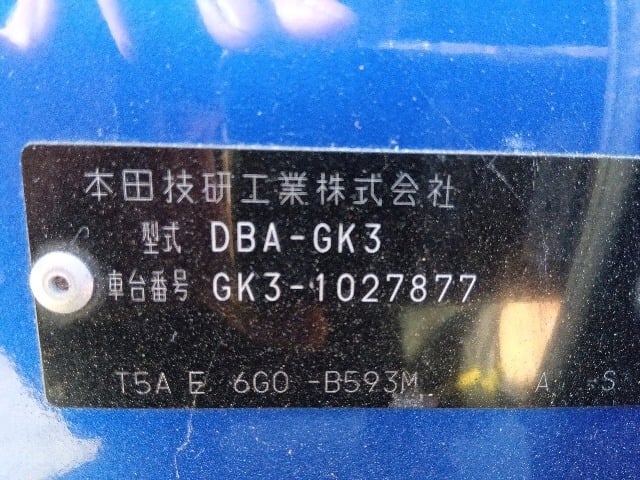 本田技研工業株式会社
型式 DBA-GK3
車台番号 GK3-1027877
T5A E 6G0 -B593M A S